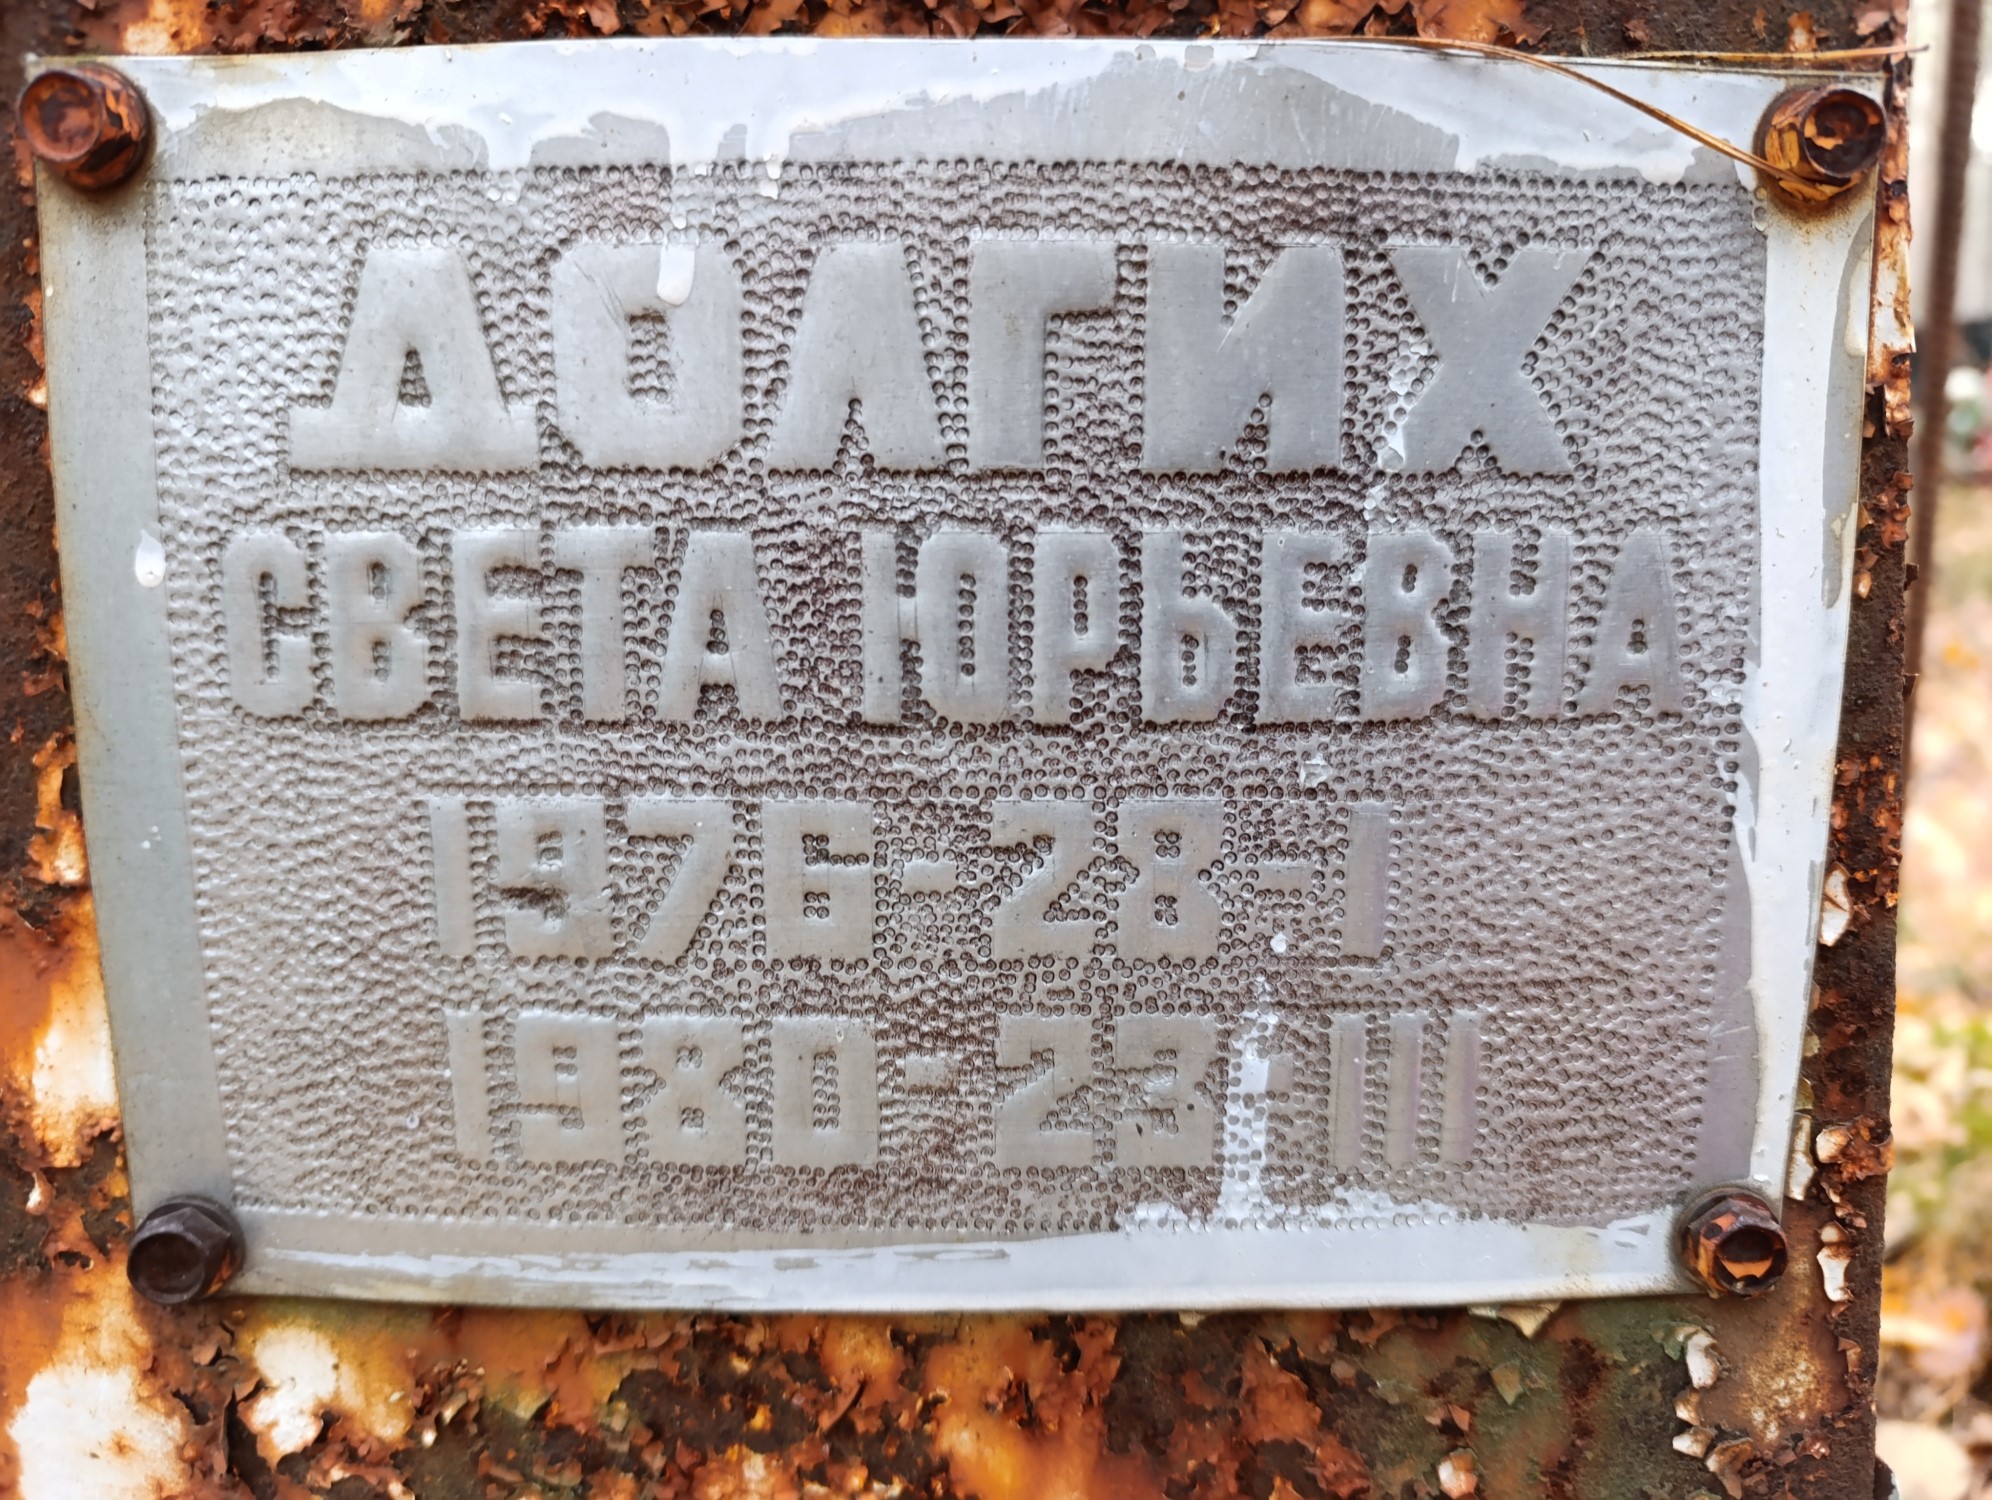 ДОЛГИХ
СВЕТА ЮРЬЕВНА
1976-28-I
1980-23-III